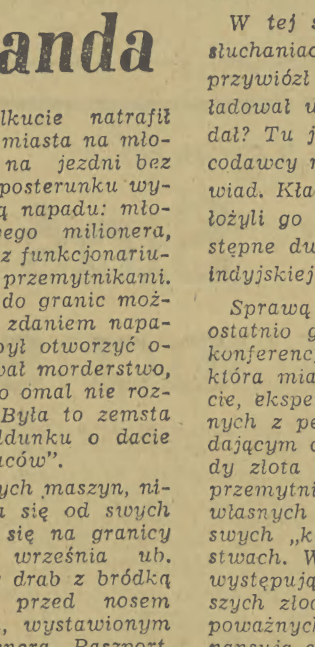 anda
lkucie natrafił
miasta na mło-
na jezdni bez
posterunku wy-
ą napadu: mło-
ego milionera,
z funkcjonariu-
przemytnikami.
do granic moż-
zdaniem napa-
był otworzyć o-
wał morderstwo,
o omal nie roz-
Była to zemsta
ldunku o dacie
ców”.
ych maszyn, ni-
a się od swych
się na granicy
września ub.
drab z bródką
przed nosem
, wystawionym
Paszport
W tej s
słuchaniac
przywiózł
ładował u
dał? Tu j
codawcy n
wiad. Kła
łożyli go
stępne du
indyjskiej
Sprawą
ostatnio g
konferenc
która mia
cie, ekspe
nych z pe
dającym o
dy złota
przemytni
własnych
swych „k
stwach. W
występują
szych złoc
poważnych